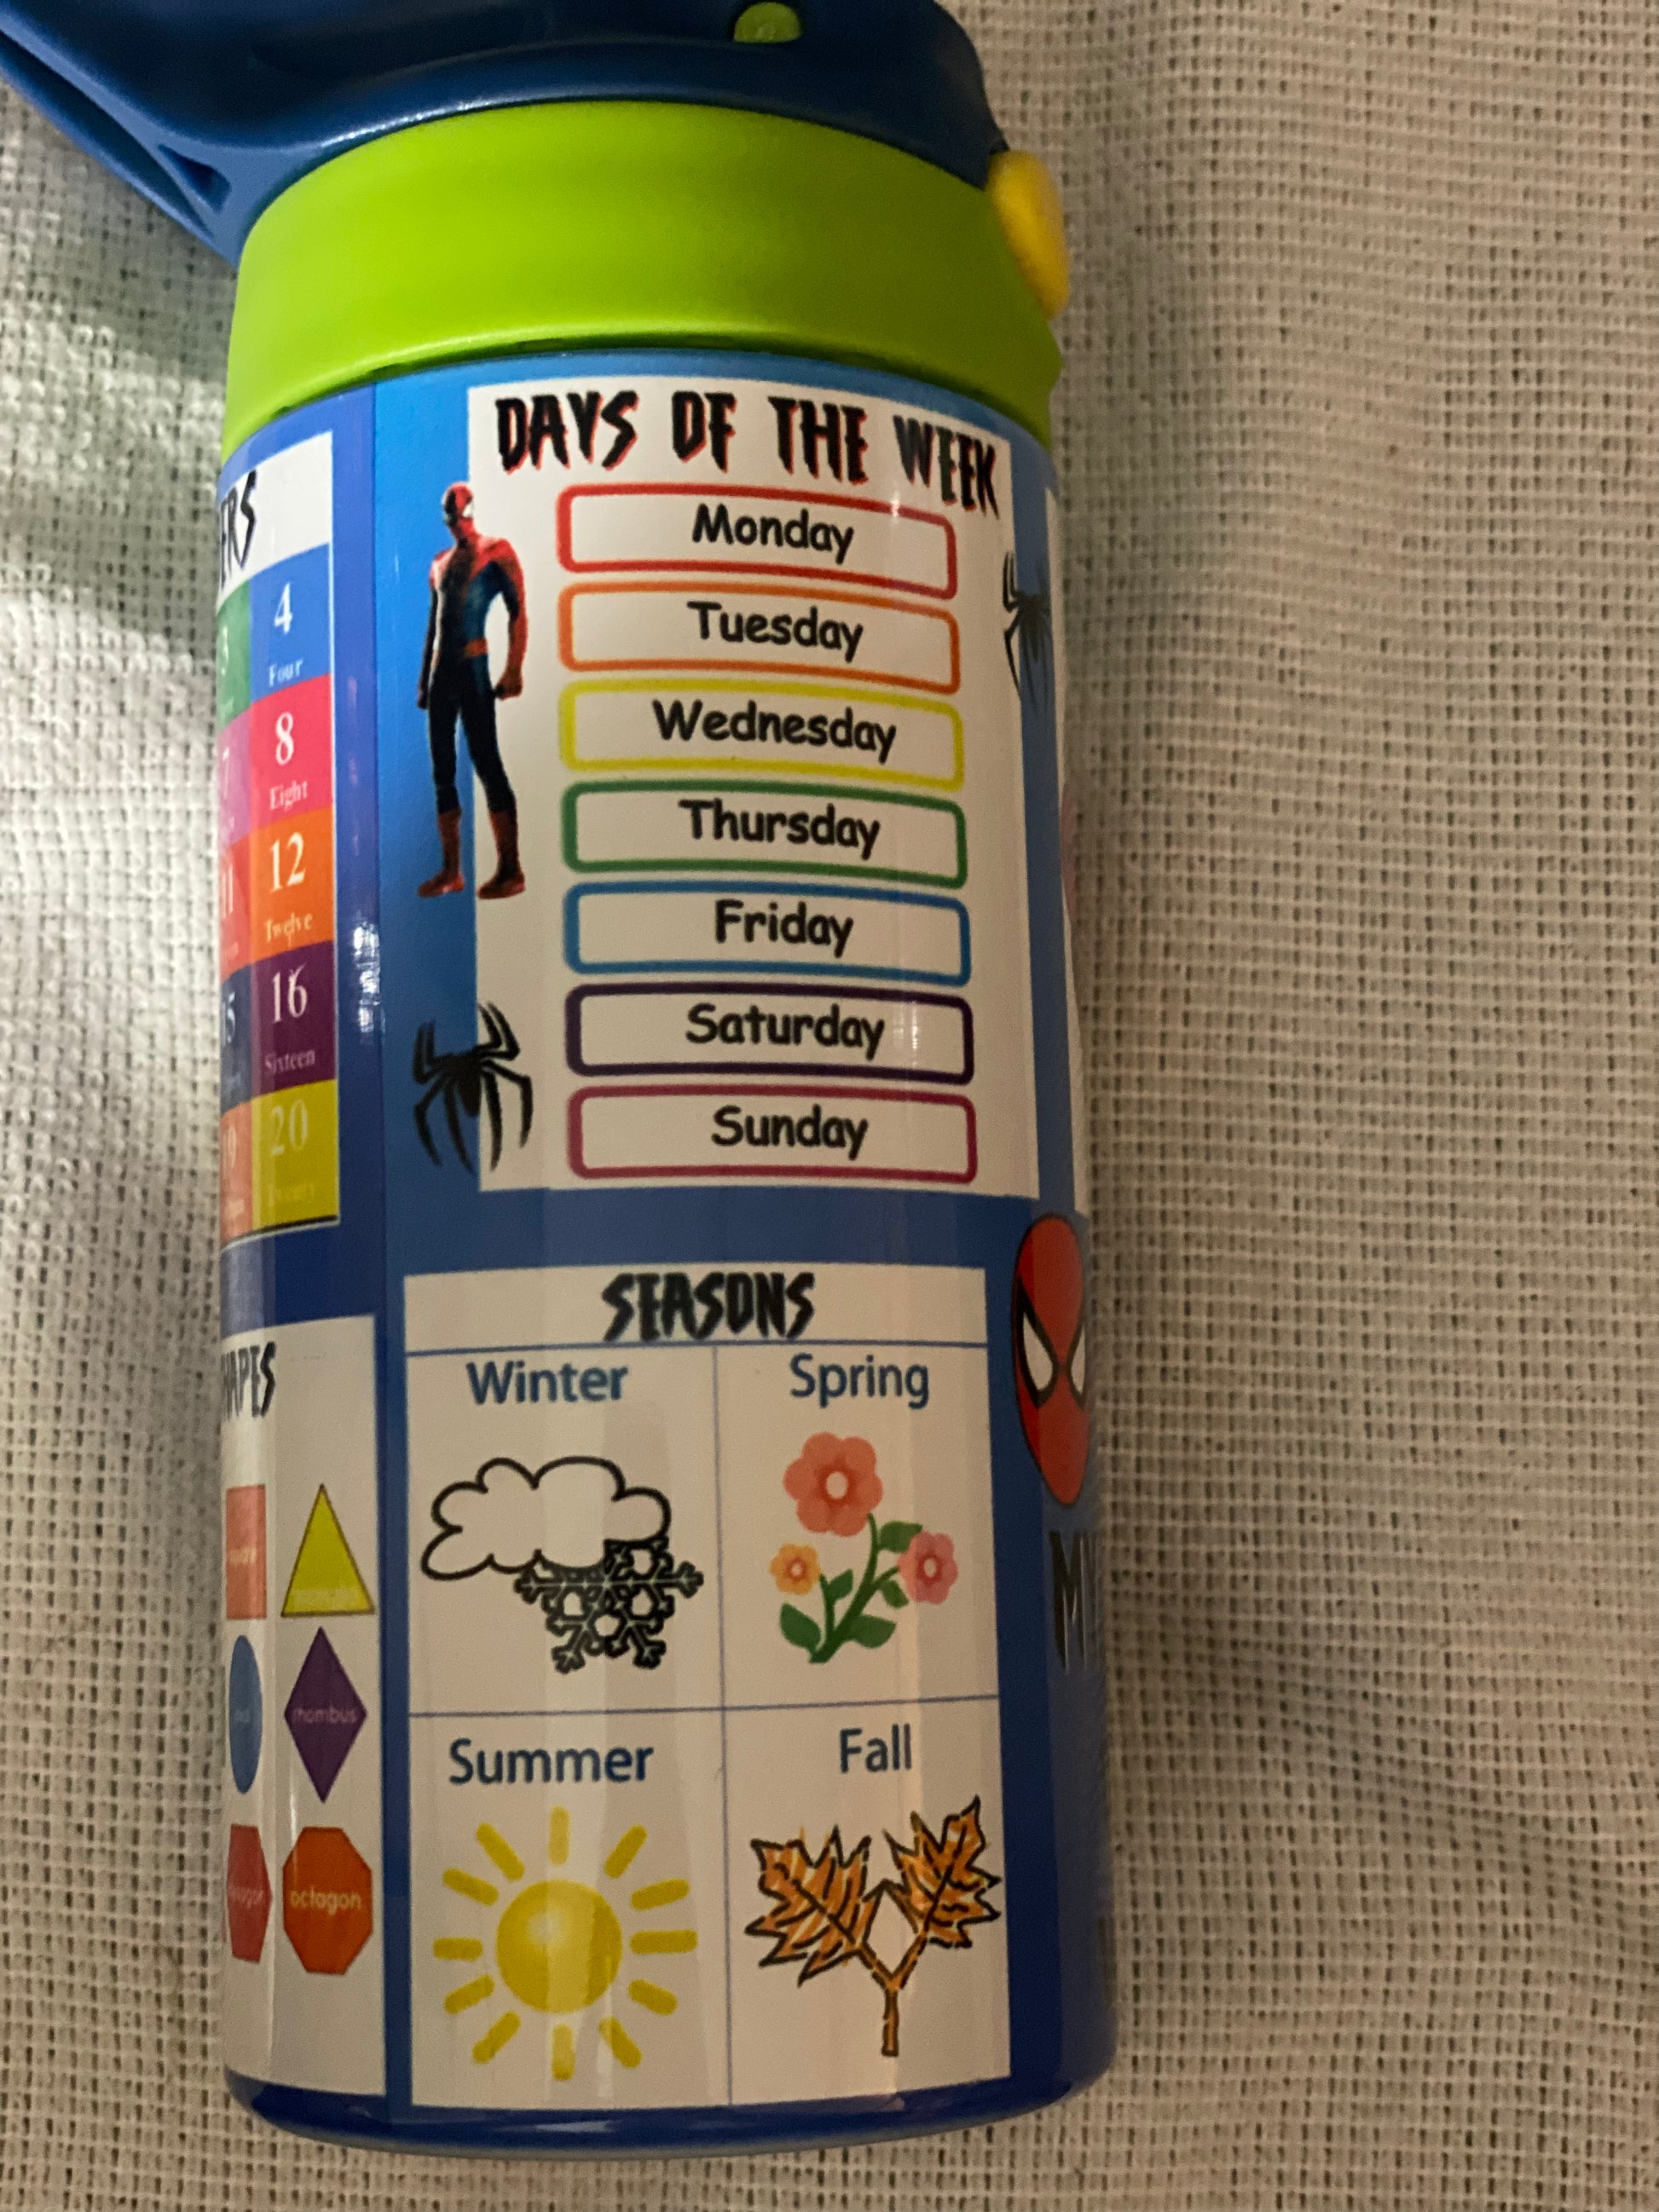 DAYS OF THE WEEK
Monday
Tuesday
Wednesday
Thursday
Friday
Saturday
Sunday
4
Four
8
Eight
12
Twelve
16
Sixteen
20
SEASONS
Winter
Spring
Summer
Fall
rhombus
octagon